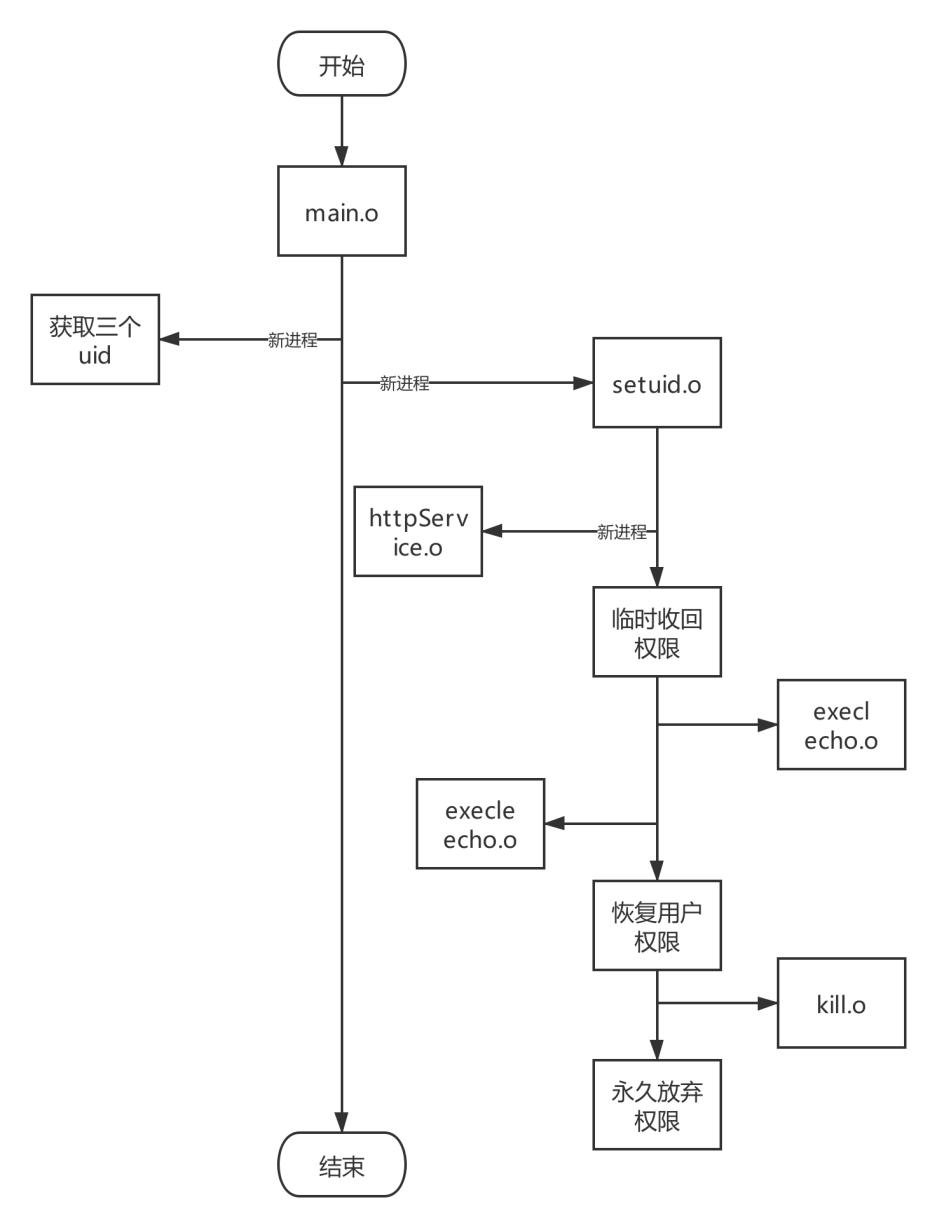 开始
main.o
获取三个
uid
新进程
新进程
setuid.o
httpServ
ice.o
新进程
临时收回
权限
execl
echo.o
execle
echo.o
恢复用户
权限
kill.o
永久放弃
权限
结束